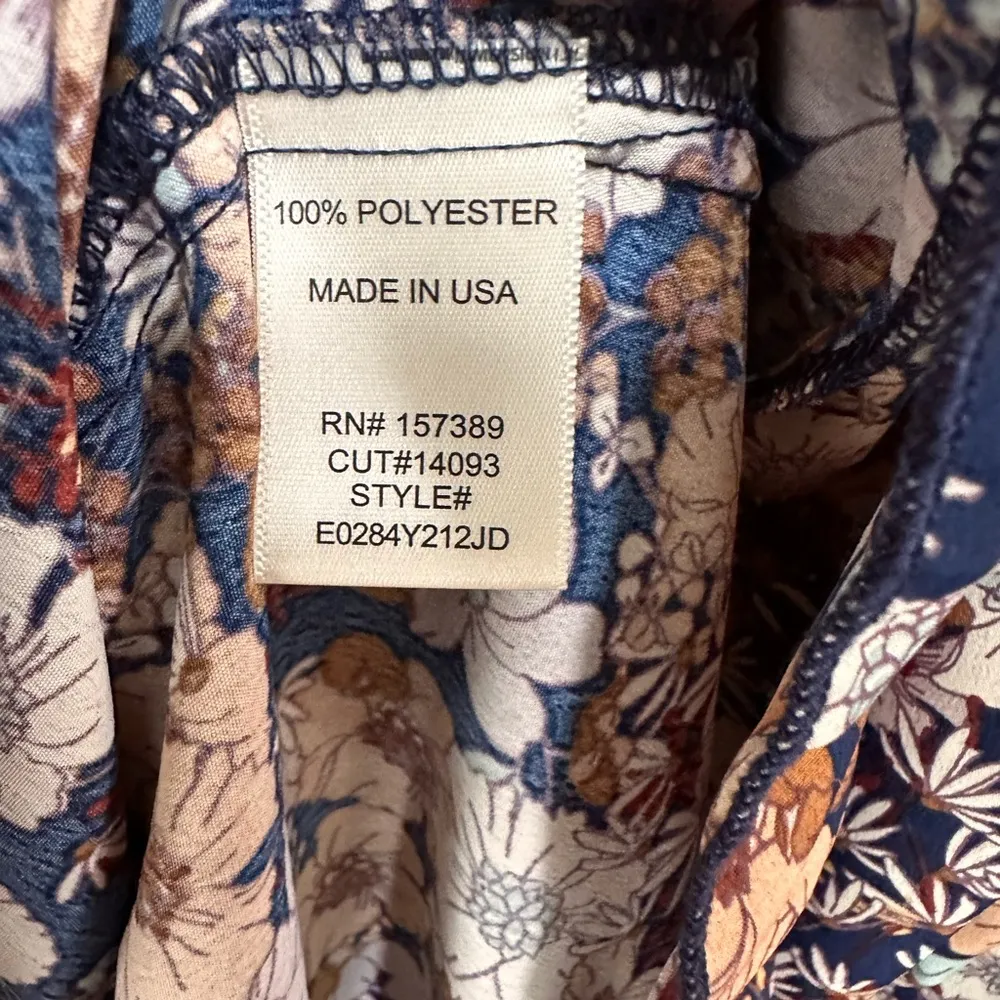 100% POLYESTER
MADE IN USA
RN# 157389
CUT#14093
STYLE#
E0284Y212JD